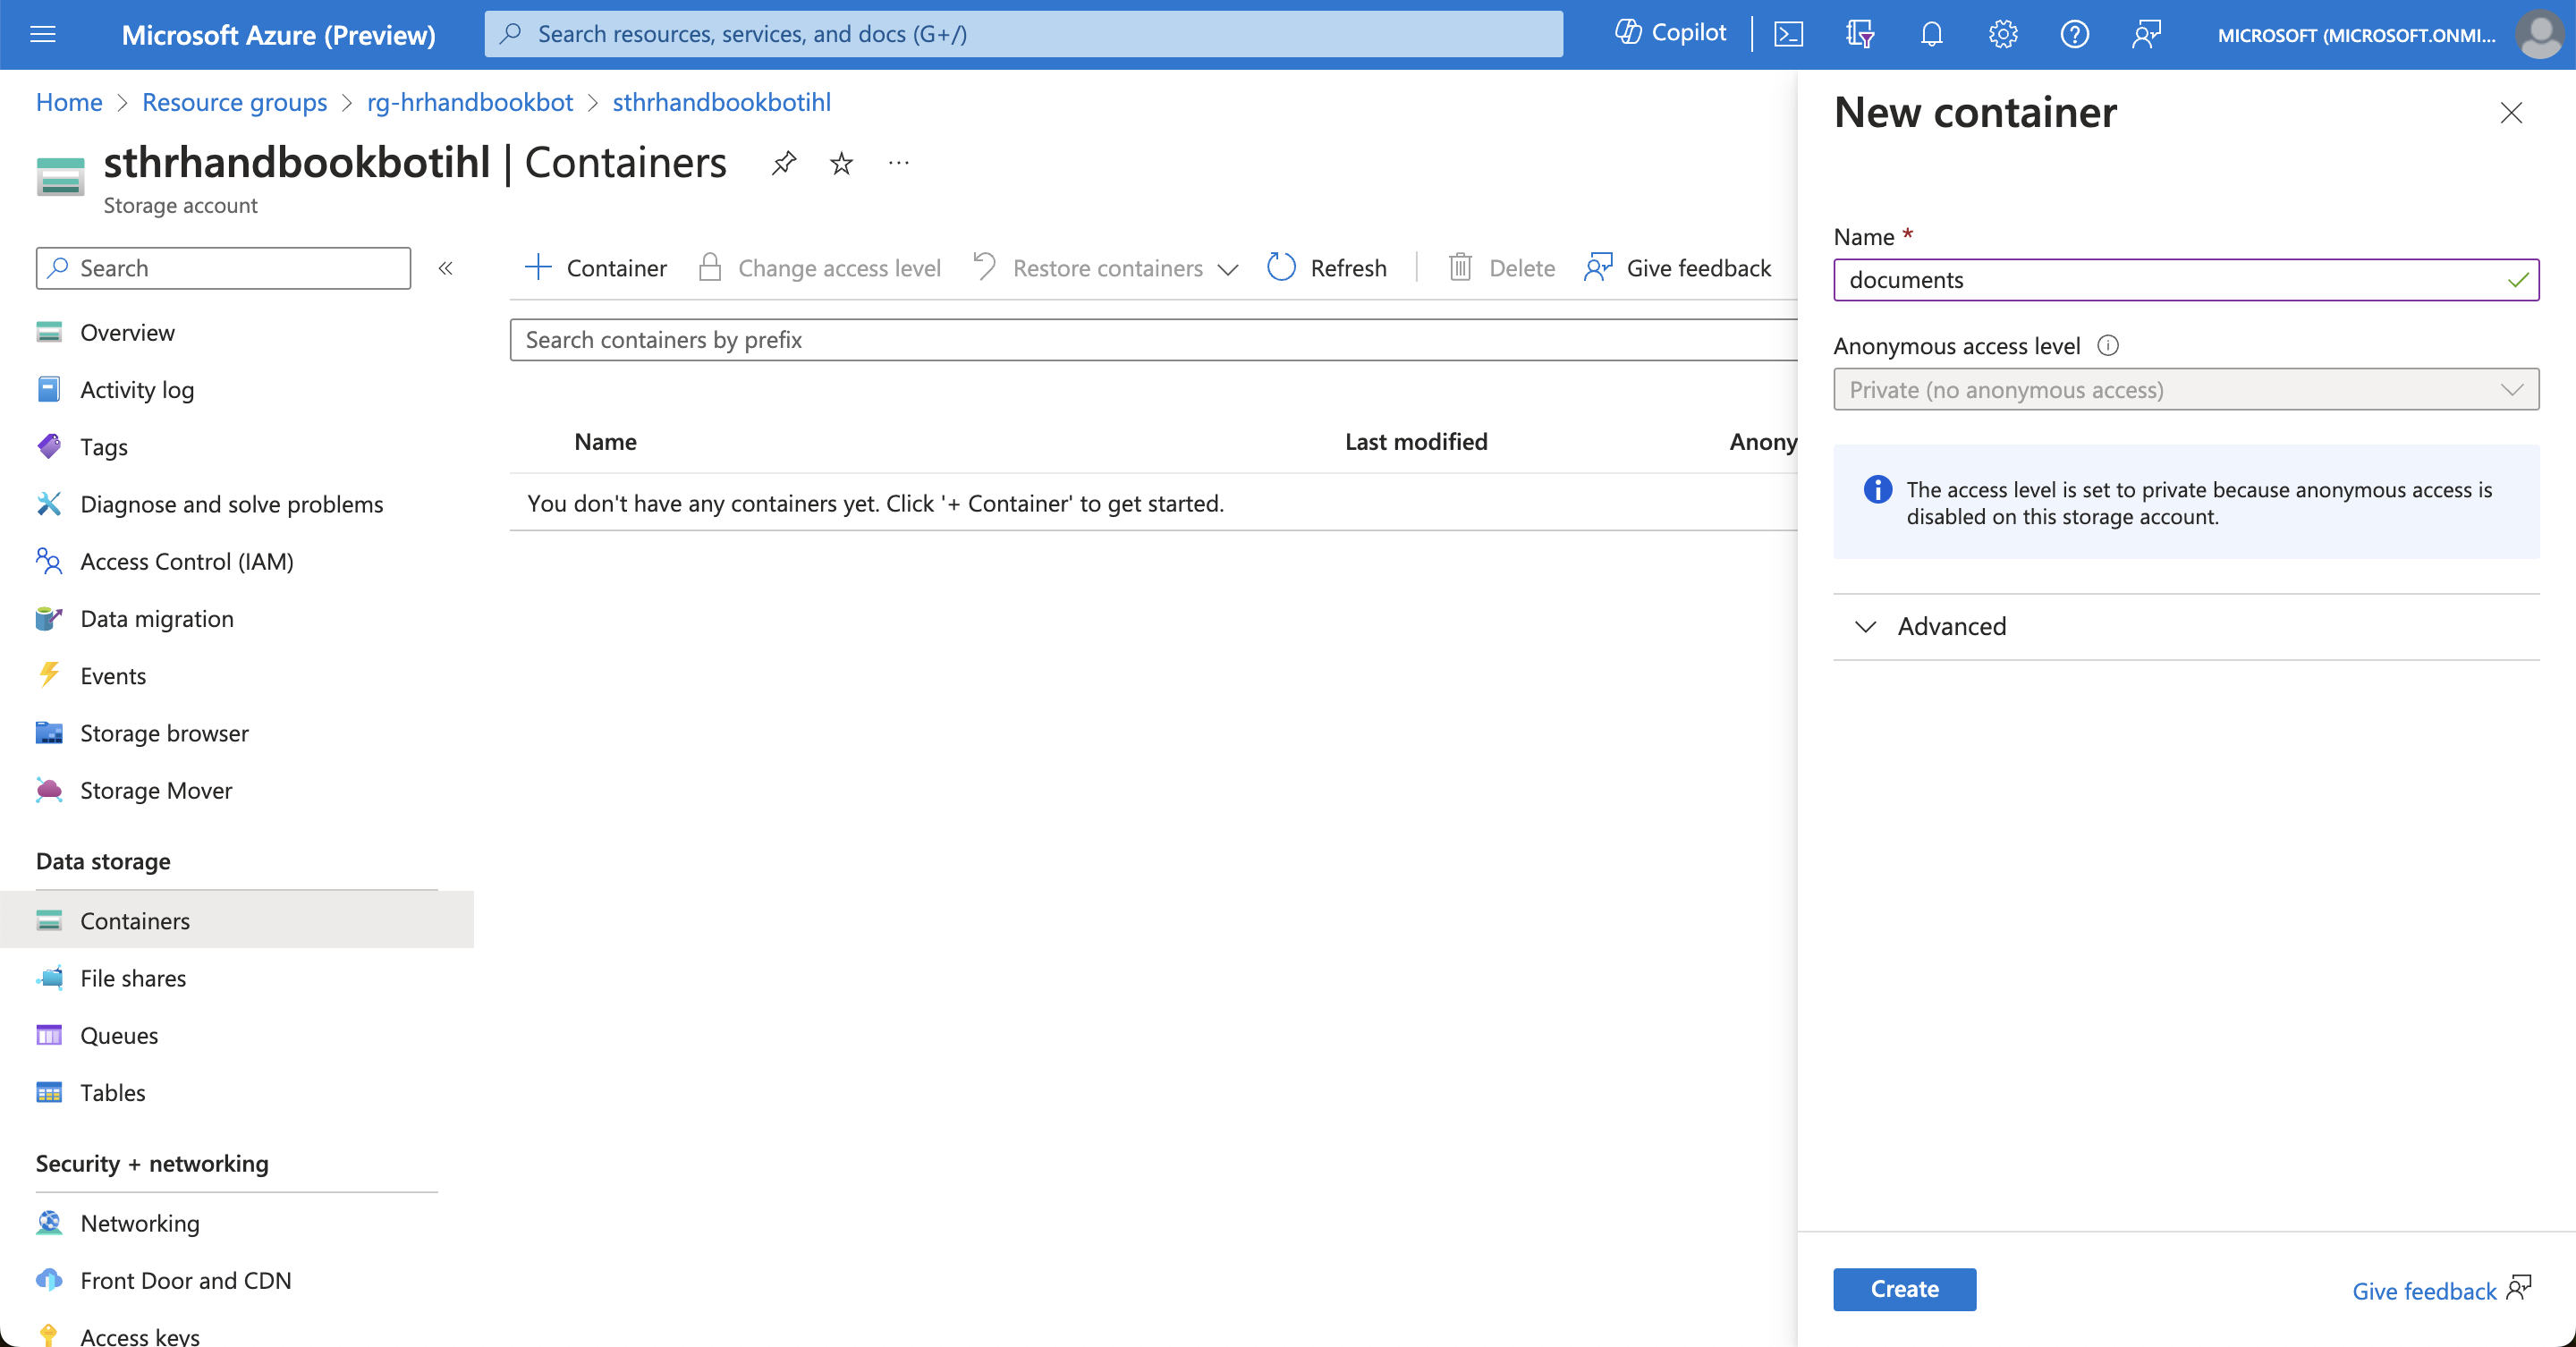 Microsoft Azure (Preview)
Search resources, services, and docs (G+/)
Copilot
MICROSOFT (MICROSOFT.ONMI...
Home > Resource groups > rg-hrhandbookbot > sthrhandbookbotihl
sthrhandbookbotihl | Containers
Storage account
Search
Container
Change access level
Restore containers
Refresh
Delete
Give feedback
Search containers by prefix
Name Last modified Anony
You don't have any containers yet. Click '+ Container' to get started.
Overview
Activity log
Tags
Diagnose and solve problems
Access Control (IAM)
Data migration
Events
Storage browser
Storage Mover
Data storage
Containers
File shares
Queues
Tables
Security + networking
Networking
Front Door and CDN
Access keys
New container
Name *
documents
Anonymous access level
Private (no anonymous access)
The access level is set to private because anonymous access is
disabled on this storage account.
Advanced
Create
Give feedback